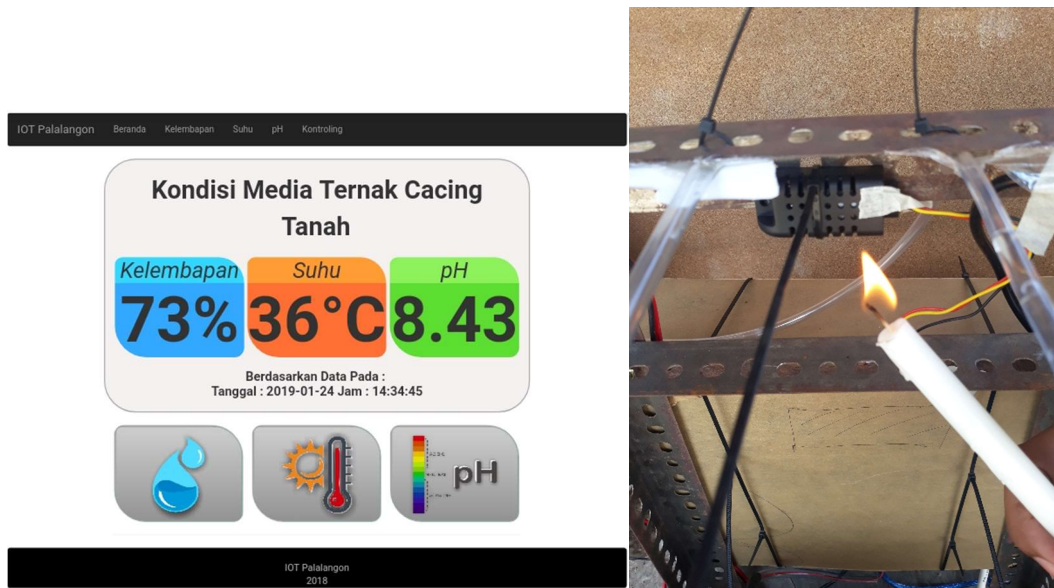 IOT Palalangon Beranda Kelembapan Suhu pH Kontroling
Kondisi Media Ternak Cacing
Tanah
Kelembapan Suhu pH
73% 36°C 8.43
Berdasarkan Data Pada :
Tanggal : 2019-01-24 Jam : 14:34:45
pH
IOT Palalangon
2018